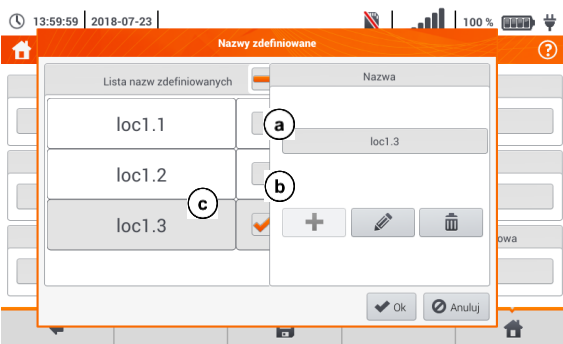 13:59:59 2018-07-23 100 %
Nazwy zdefiniowane ?
Lista nazw zdefiniowanych Nazwa
loc1.1 a
loc1.3
loc1.2 b
c
loc1.3
owa
Ok Anuluj